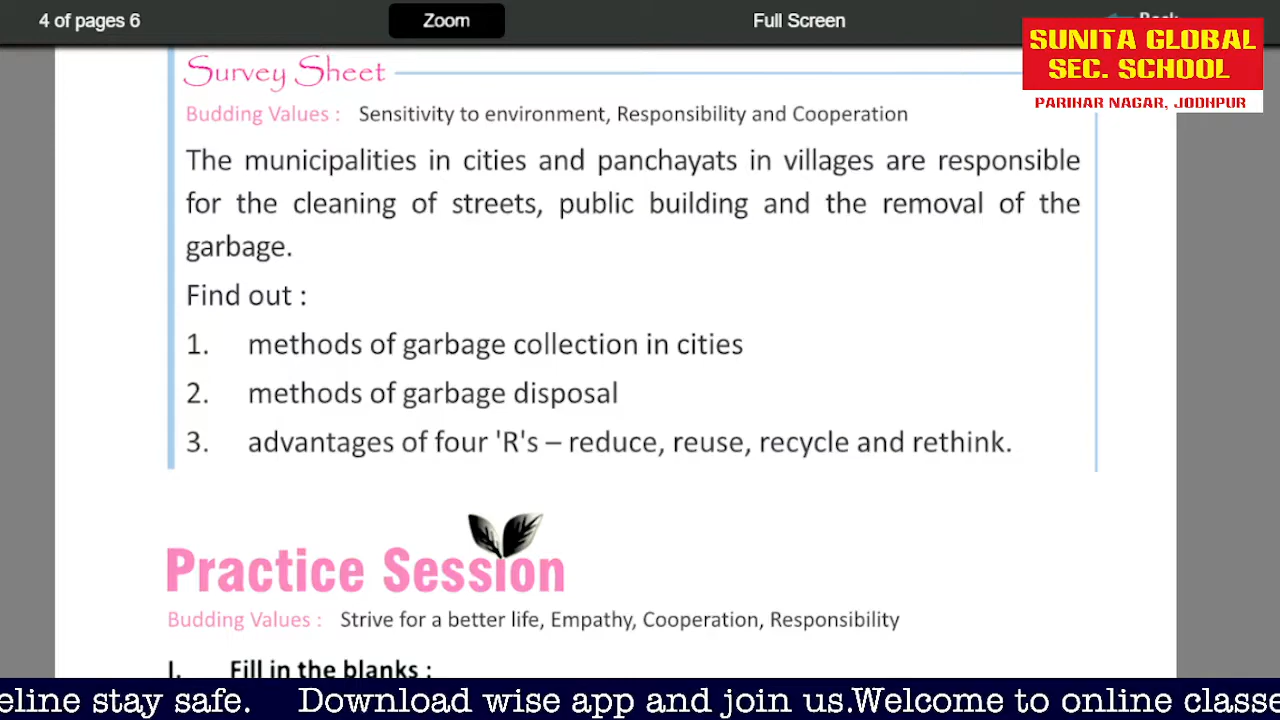 4 of pages 6 Zoom Full Screen Back
SUNITA GLOBAL
SEC. SCHOOL
PARIHAR NAGAR, JODHPUR
Survey Sheet
Budding Values : Sensitivity to environment, Responsibility and Cooperation
The municipalities in cities and panchayats in villages are responsible
for the cleaning of streets, public building and the removal of the
garbage.
Find out :
1. methods of garbage collection in cities
2. methods of garbage disposal
3. advantages of four 'R's – reduce, reuse, recycle and rethink.
Practice Session
Budding Values : Strive for a better life, Empathy, Cooperation, Responsibility
I. Fill in the blanks :
eline stay safe. Download wise app and join us.Welcome to online classe